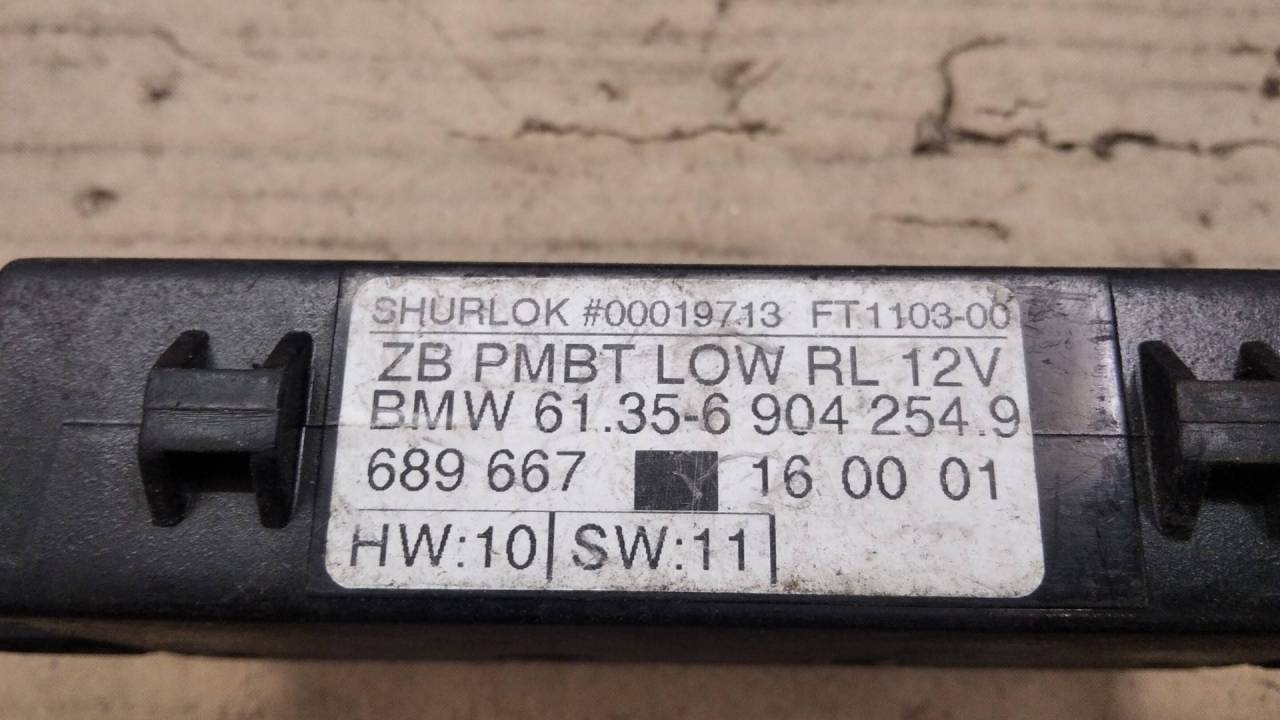 SHURLOK #00019713 FT1103-00
ZB PMBT LOW RL 12V
BMW 61.35-6 904 254.9
689 667 16 00 01
HW:10 SW:11